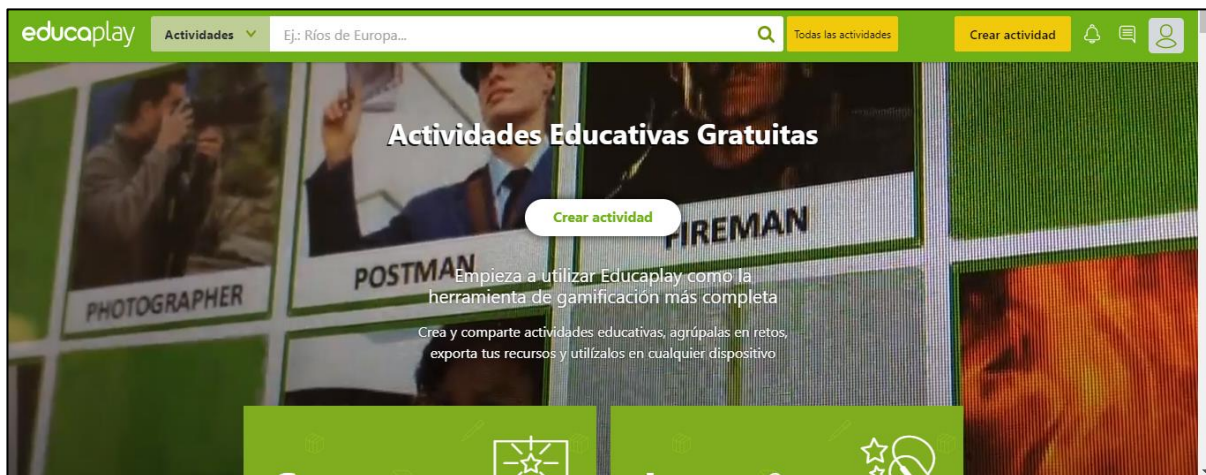 educaplay
Actividades
Ej.: Ríos de Europa...
Todas las actividades
Crear actividad
Actividades Educativas Gratuitas
Crear actividad
FIREMAN
POSTMAN
PHOTOGRAPHER
Empieza a utilizar Educaplay como la
herramienta de gamificación más completa
Crea y comparte actividades educativas, agrúpalas en retos,
exporta tus recursos y utilízalos en cualquier dispositivo